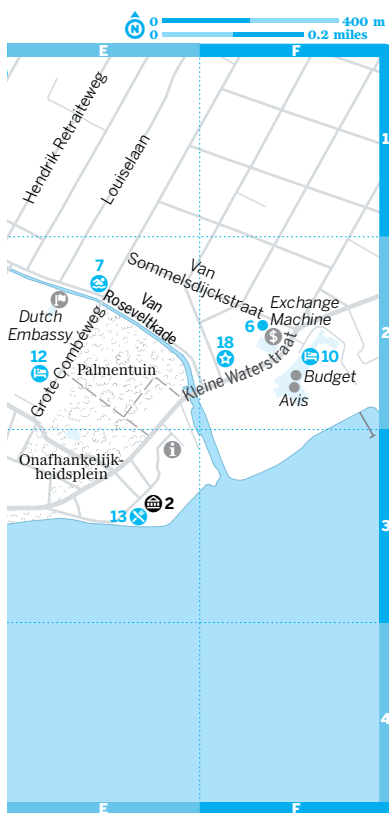 N
0 400 m
0 0.2 miles
E F
1
Hendrik Retraiteweg
Louiselaan
7
Van
Sommelsdijckstraat
Van
Roseveltkade
Exchange
Machine
6
Dutch
Embassy
2
Grote Combéweg
12
Palmentuin
18
Kleine Waterstraat
10
Budget
Avis
Onafhankelijk-
heidsplein
2
13
3
4
E F